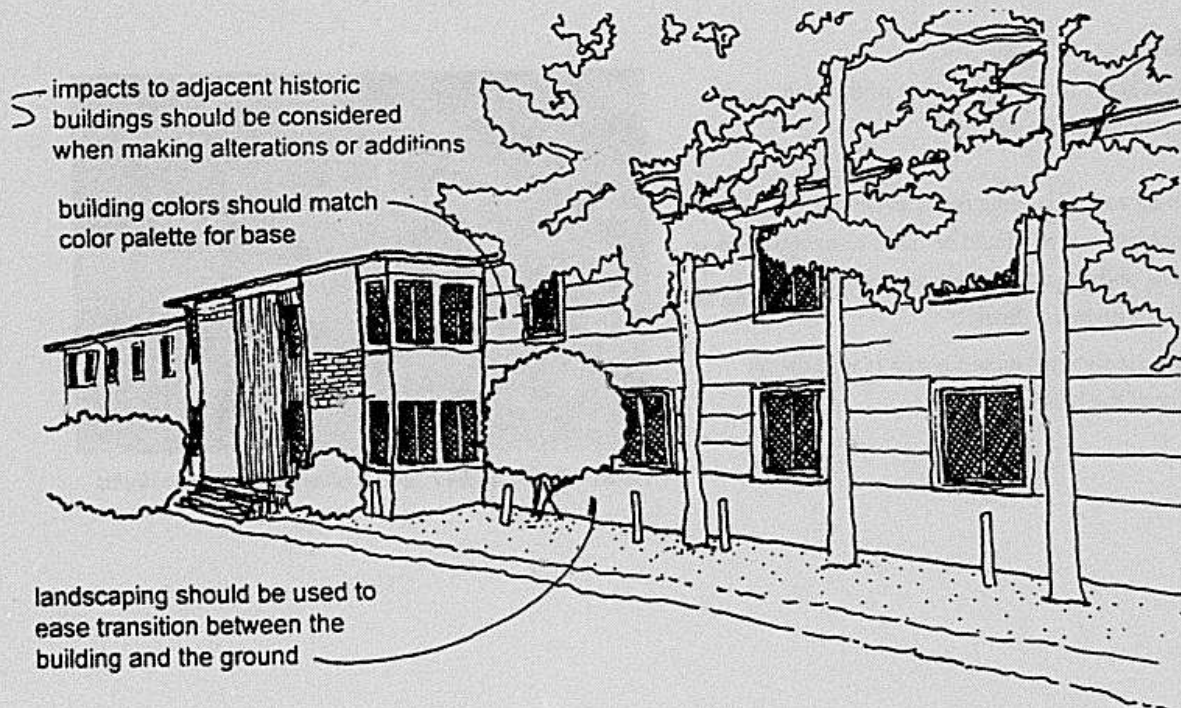 impacts to adjacent historic
buildings should be considered
when making alterations or additions
building colors should match
color palette for base
landscaping should be used to
ease transition between the
building and the ground